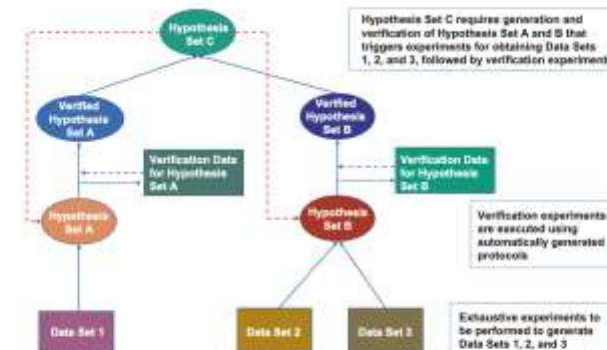 Hypothesis
Set C
Hypothesis Set C requires generation and
verification of Hypothesis Set A and B that
triggers experiments for obtaining Data Sets
1, 2, and 3, followed by verification experiment
Verified
Hypothesis
Set A
Verified
Hypothesis
Set B
Verification Data
for Hypothesis
Set A
Verification Data
for Hypothesis
Set B
Hypothesis
Set A
Hypothesis
Set B
Verification experiments
are executed using
automatically generated
protocols
Data Set 1
Data Set 2
Data Set 3
Exhaustive experiments to
be performed to generate
Data Sets 1, 2, and 3